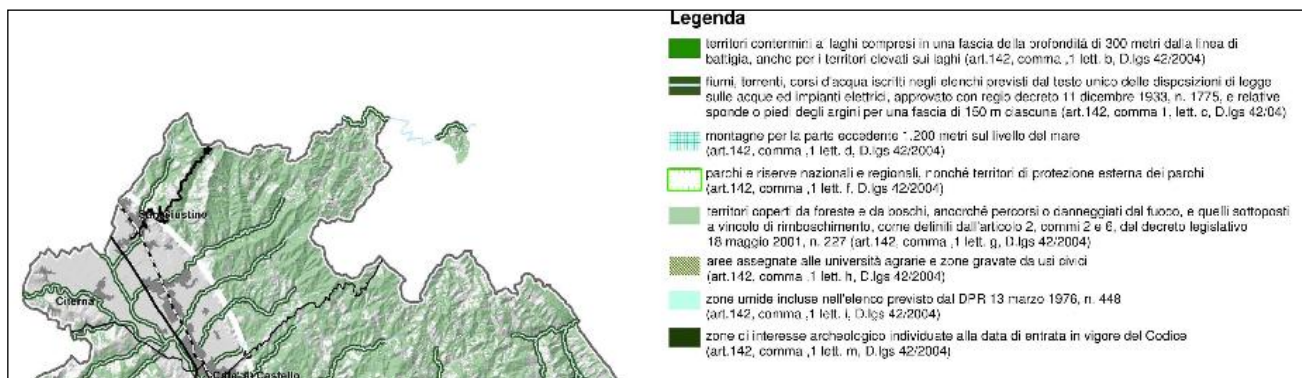 Legenda
territori contermini ai laghi compresi in una fascia della profondità di 300 metri dalla linea di
battigia, anche per i territori elevati sui laghi (art.142, comma ,1 lett. b, D.lgs 42/2004)
fiumi, torrenti, corsi d'acqua iscritti negli elenchi previsti dal testo unico delle disposizioni di legge
sulle acque ed impianti elettrici, approvato con regio decreto 11 dicembre 1933, n. 1775, e relative
sponde o piedi degli argini per una fascia di 150 m ciascuna (art.142, comma 1, lett. c, D.lgs 42/04)
montagne per la parte eccedente 1.200 metri sul livello del mare
(art.142, comma ,1 lett. d, D.lgs 42/2004)
parchi e riserve nazionali e regionali, nonché territori di protezione esterna dei parchi
(art.142, comma ,1 lett. f, D.lgs 42/2004)
territori coperti da foreste e da boschi, ancorché percorsi o danneggiati dal fuoco, e quelli sottoposti
a vincolo di rimboschimento, come definiti dall'articolo 2, commi 2 e 6, del decreto legislativo
18 maggio 2001, n. 227 (art.142, comma ,1 lett. g, D.lgs 42/2004)
aree assegnate alle università agrarie e zone gravate da usi civici
(art.142, comma ,1 lett. h, D.lgs 42/2004)
zone umide incluse nell'elenco previsto dal DPR 13 marzo 1976, n. 448
(art.142, comma ,1 lett. i, D.lgs 42/2004)
zone di interesse archeologico individuate alla data di entrata in vigore del Codice
(art.142, comma ,1 lett. m, D.lgs 42/2004)
San Giustino
Citerna
Città di Castello